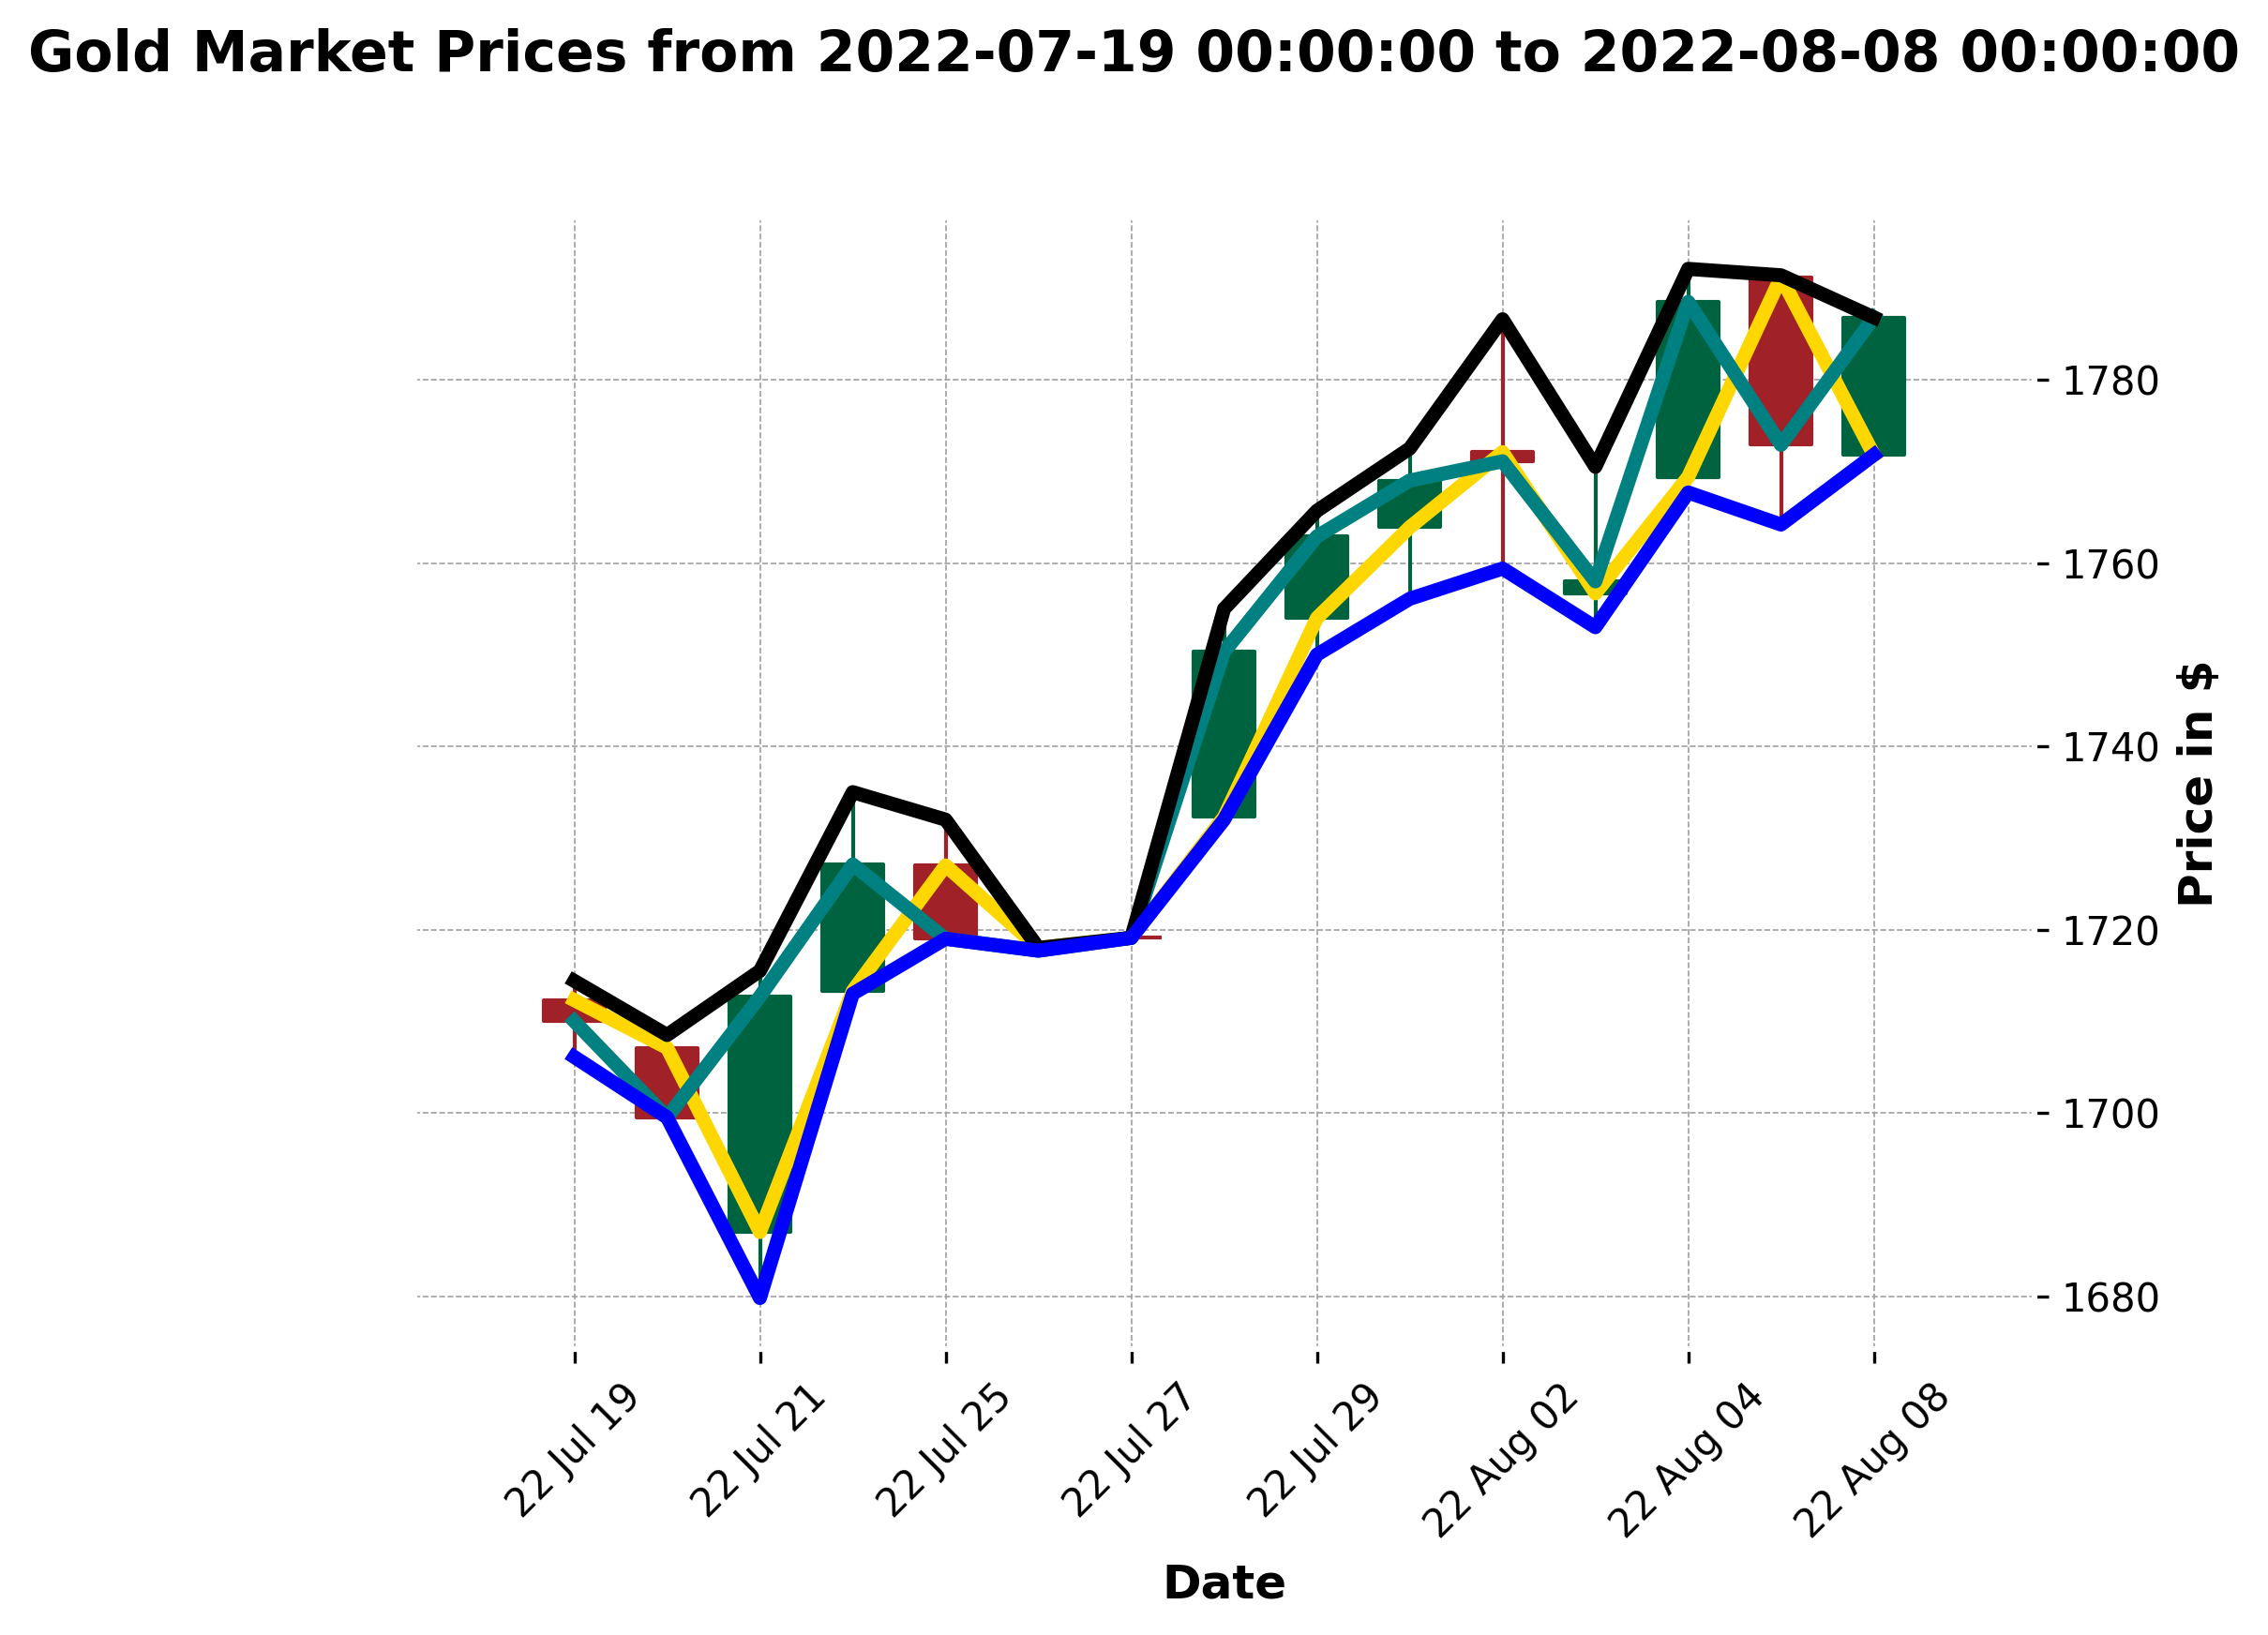 Gold Market Prices from 2022-07-19 00:00:00 to 2022-08-08 00:00:00
1780
1760
1740
1720
1700
1680
Price in $
22 Jul 19
22 Jul 21
22 Jul 25
22 Jul 27
22 Jul 29
22 Aug 02
22 Aug 04
22 Aug 08
Date